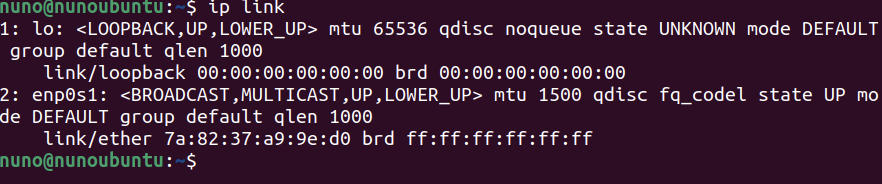 nuno@nunoubuntu:~$ ip link
1: lo: <LOOPBACK,UP,LOWER_UP> mtu 65536 qdisc noqueue state UNKNOWN mode DEFAULT
 group default qlen 1000
    link/loopback 00:00:00:00:00:00 brd 00:00:00:00:00:00
2: enp0s1: <BROADCAST,MULTICAST,UP,LOWER_UP> mtu 1500 qdisc fq_codel state UP mo
de DEFAULT group default qlen 1000
    link/ether 7a:82:37:a9:9e:d0 brd ff:ff:ff:ff:ff:ff
nuno@nunoubuntu:~$